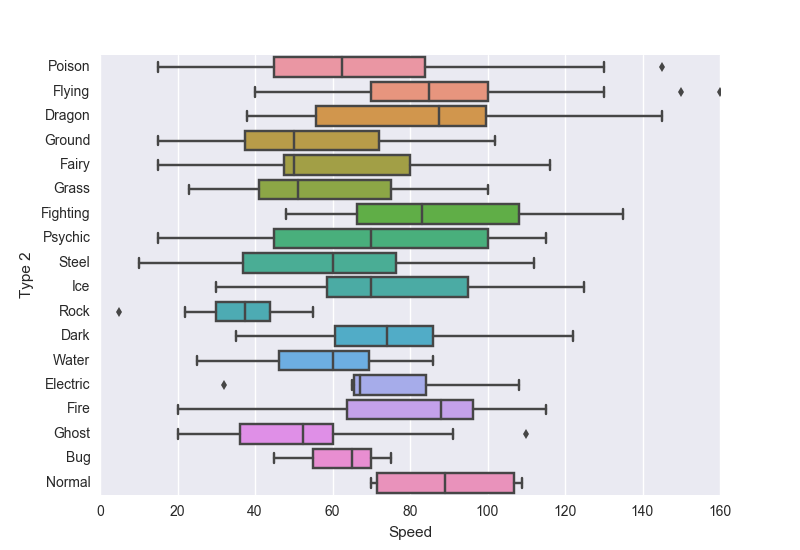 Poison
Flying
Dragon
Ground
Fairy
Grass
Fighting
Psychic
Steel
Ice
Rock
Dark
Water
Electric
Fire
Ghost
Bug
Normal
Type 2
0 20 40 60 80 100 120 140 160
Speed